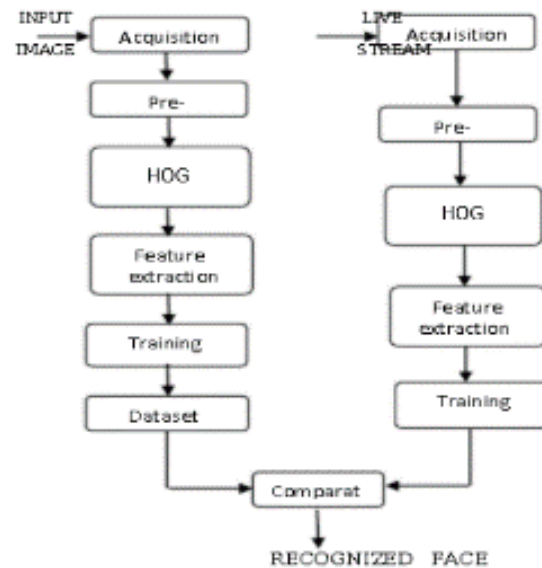 INPUT
IMAGE
Acquisition
Pre-
HOG
Feature
extraction
Training
Dataset
LIVE
STREAM
Acquisition
Pre-
HOG
Feature
extraction
Training
Comparat
RECOGNIZED FACE